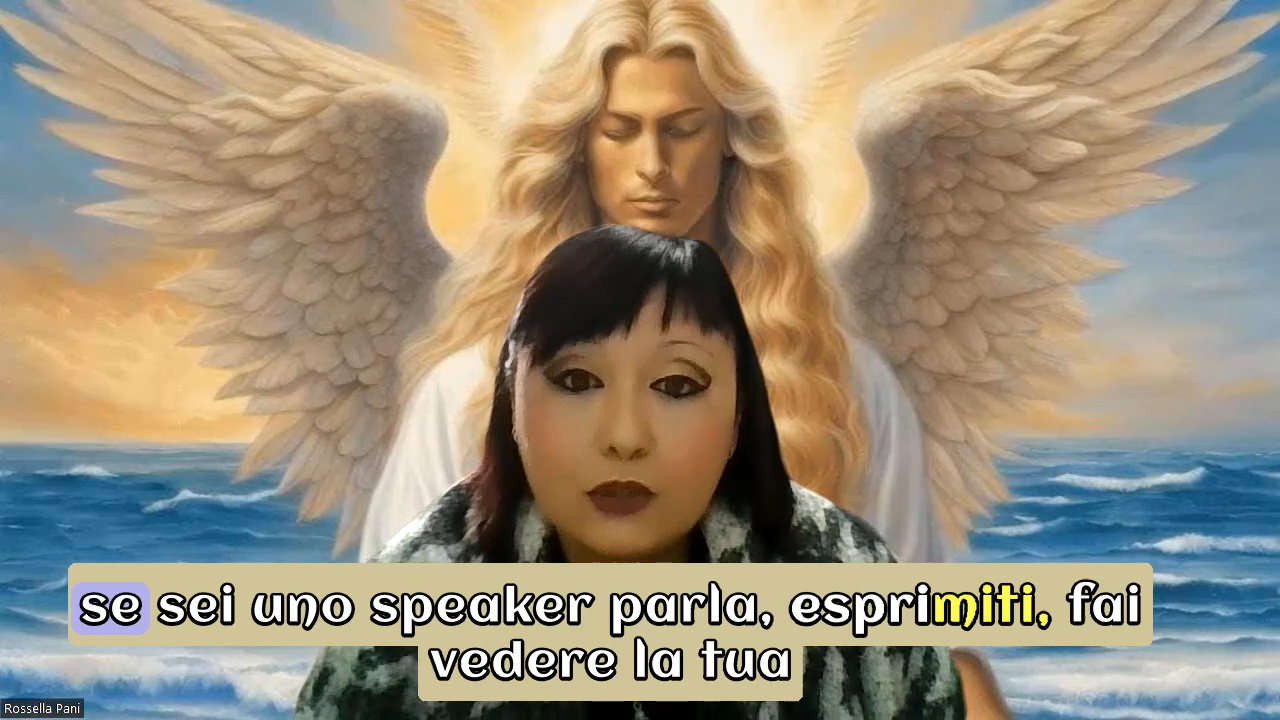 se sei uno speaker parla, esprimiti, fai
vedere la tua
Rossella Pani